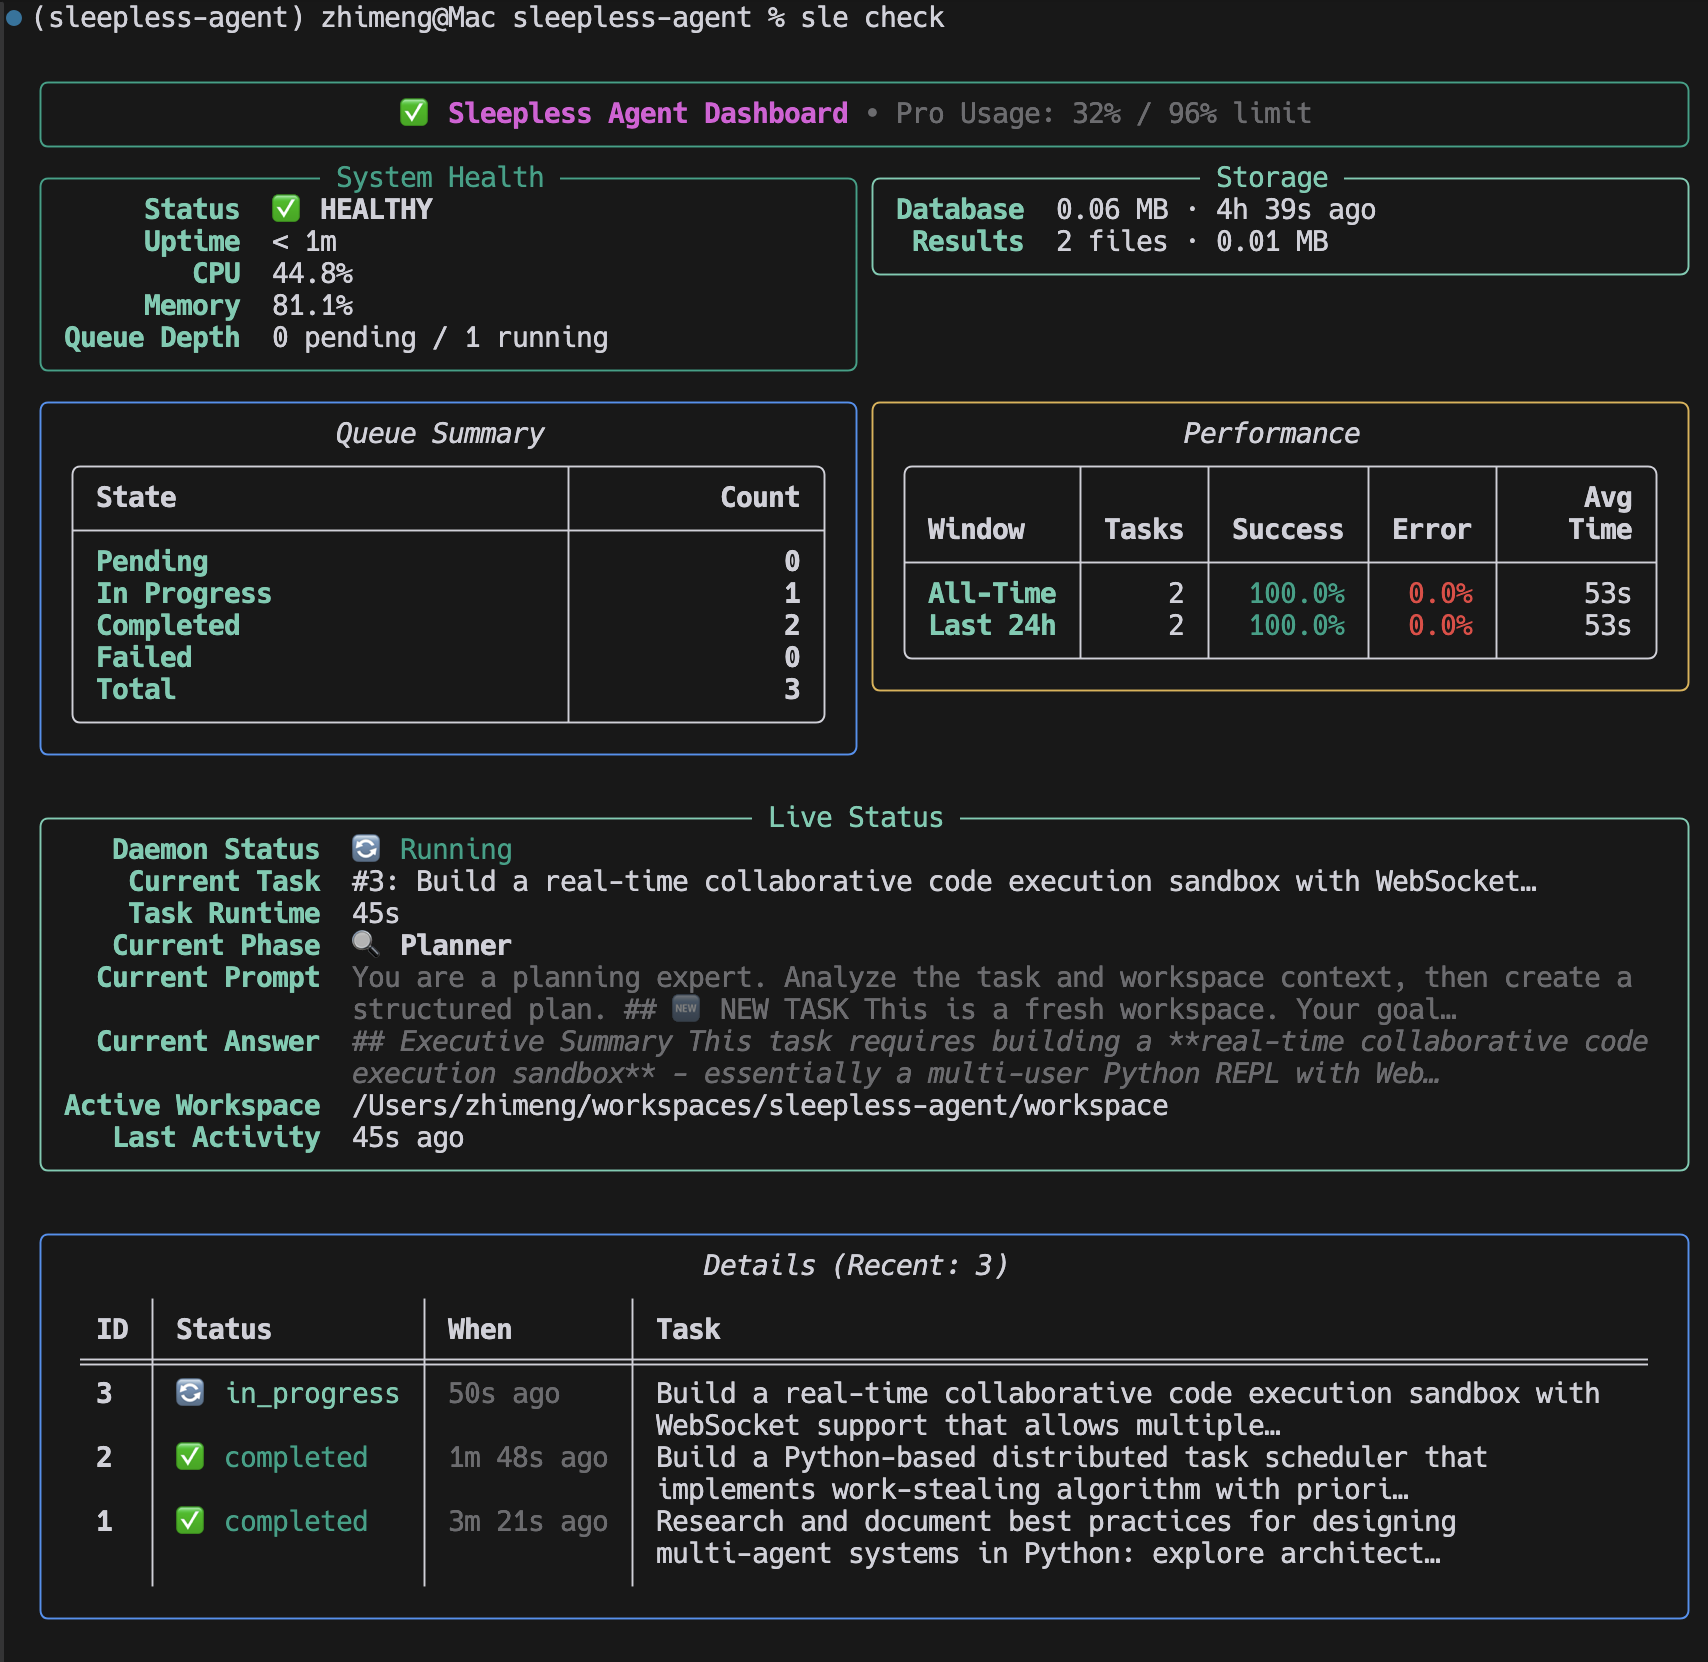 (sleepless-agent) zhimeng@Mac sleepless-agent % sle check
✅ Sleepless Agent Dashboard • Pro Usage: 32% / 96% limit
System Health
Status ✅ HEALTHY
Uptime < 1m
CPU 44.8%
Memory 81.1%
Queue Depth 0 pending / 1 running
Storage
Database 0.06 MB · 4h 39s ago
Results 2 files · 0.01 MB
Queue Summary
State Count
Pending 0
In Progress 1
Completed 2
Failed 0
Total 3
Performance
Avg
Window Tasks Success Error Time
All-Time 2 100.0% 0.0% 53s
Last 24h 2 100.0% 0.0% 53s
Live Status
Daemon Status 🔄 Running
Current Task #3: Build a real-time collaborative code execution sandbox with WebSocket…
Task Runtime 45s
Current Phase 🔍 Planner
Current Prompt You are a planning expert. Analyze the task and workspace context, then create a
structured plan. ## 🆕 NEW TASK This is a fresh workspace. Your goal…
Current Answer ## Executive Summary This task requires building a **real-time collaborative code
execution sandbox** - essentially a multi-user Python REPL with Web…
Active Workspace /Users/zhimeng/workspaces/sleepless-agent/workspace
Last Activity 45s ago
Details (Recent: 3)
ID Status When Task
3 🔄 in_progress 50s ago Build a real-time collaborative code execution sandbox with
WebSocket support that allows multiple…
2 ✅ completed 1m 48s ago Build a Python-based distributed task scheduler that
implements work-stealing algorithm with priori…
1 ✅ completed 3m 21s ago Research and document best practices for designing
multi-agent systems in Python: explore architect…